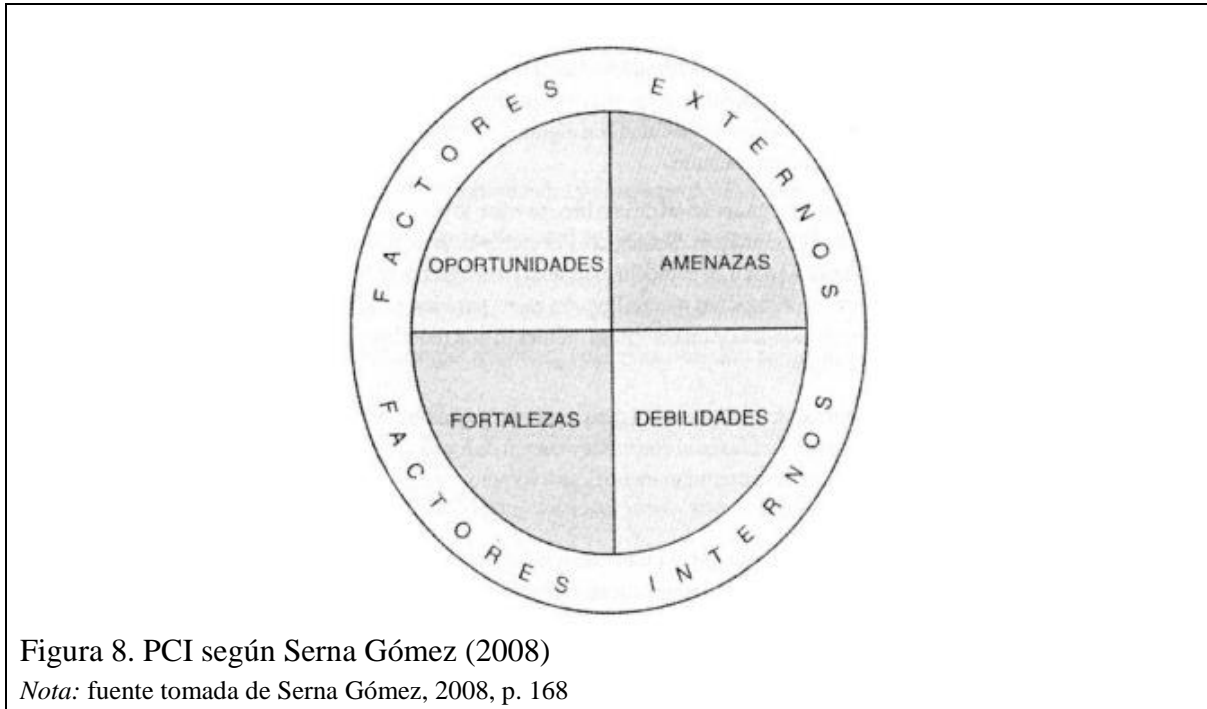 FACTORES EXTERNOS
OPORTUNIDADES
AMENAZAS
FORTALEZAS
DEBILIDADES
FACTORES INTERNOS
Figura 8. PCI según Serna Gómez (2008)
Nota: fuente tomada de Serna Gómez, 2008, p. 168